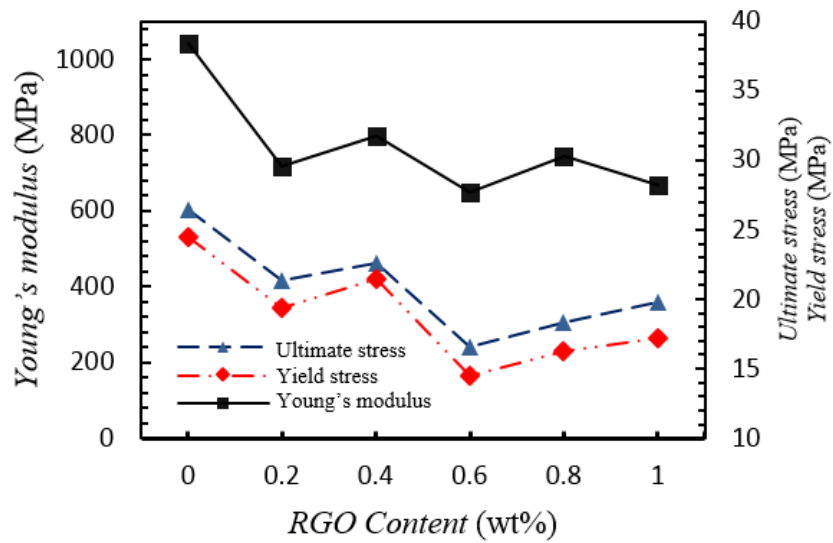 Young's modulus (MPa)
1000
800
600
400
200
0
40
35
30
25
20
15
10
Ultimate stress (MPa)
Yield stress (MPa)
Ultimate stress
Yield stress
Young's modulus
0 0.2 0.4 0.6 0.8 1
RGO Content (wt%)